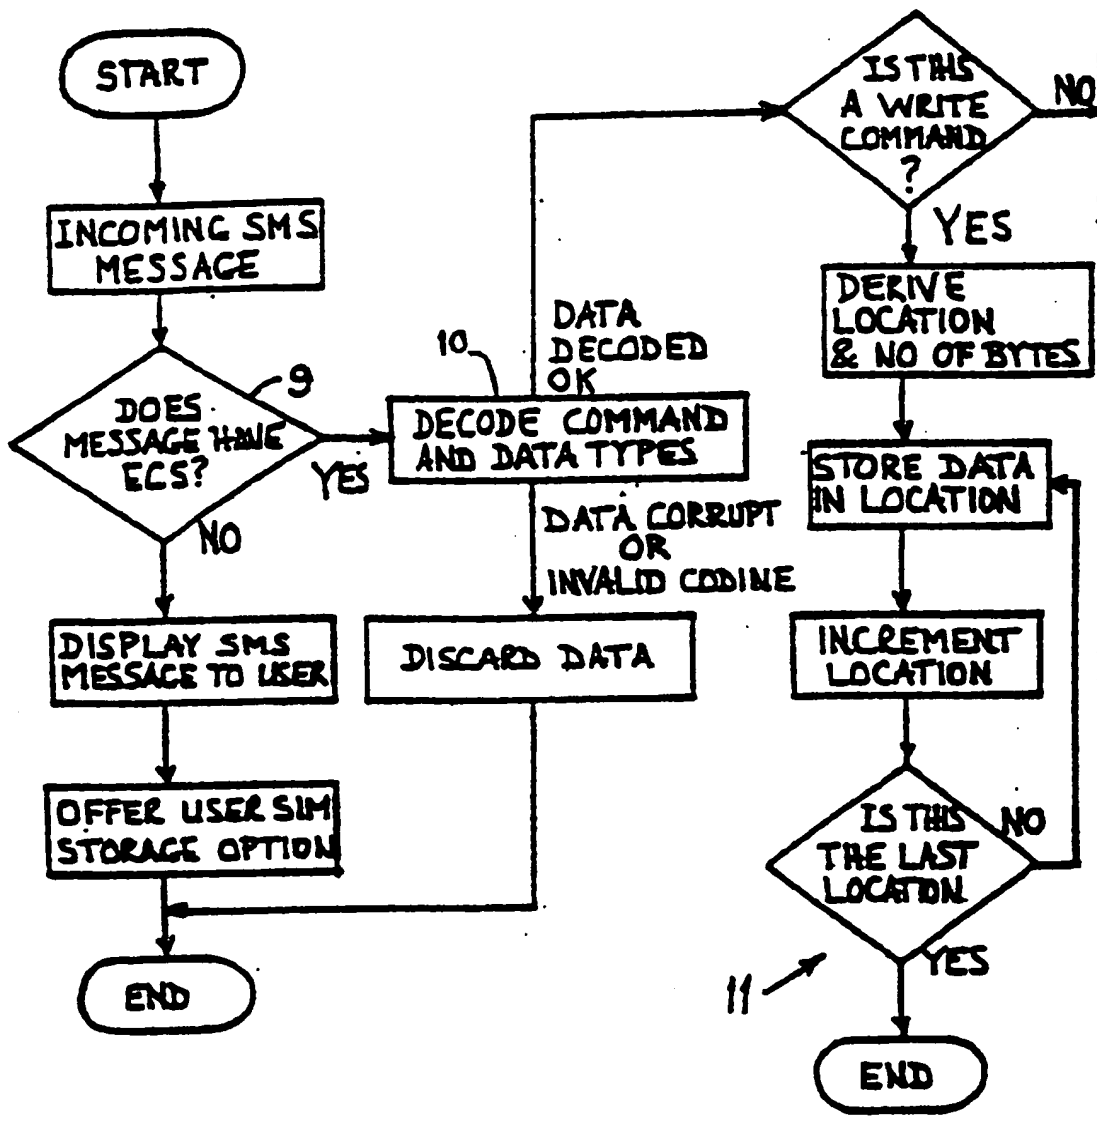 START
INCOMING SMS
MESSAGE
9
DOES
MESSAGE HAVE
ECS?
YES
NO
DISPLAY SMS
MESSAGE TO USER
OFFER USER SIM
STORAGE OPTION
END
10
DATA
DECODED
OK
DECODE COMMAND
AND DATA TYPES
DATA CORRUPT
OR
INVALID CODINE
DISCARD DATA
IS THIS
A WRITE
COMMAND
?
NO
YES
DERIVE
LOCATION
& NO OF BYTES
STORE DATA
IN LOCATION
INCREMENT
LOCATION
IS THIS
THE LAST
LOCATION
NO
YES
11
END